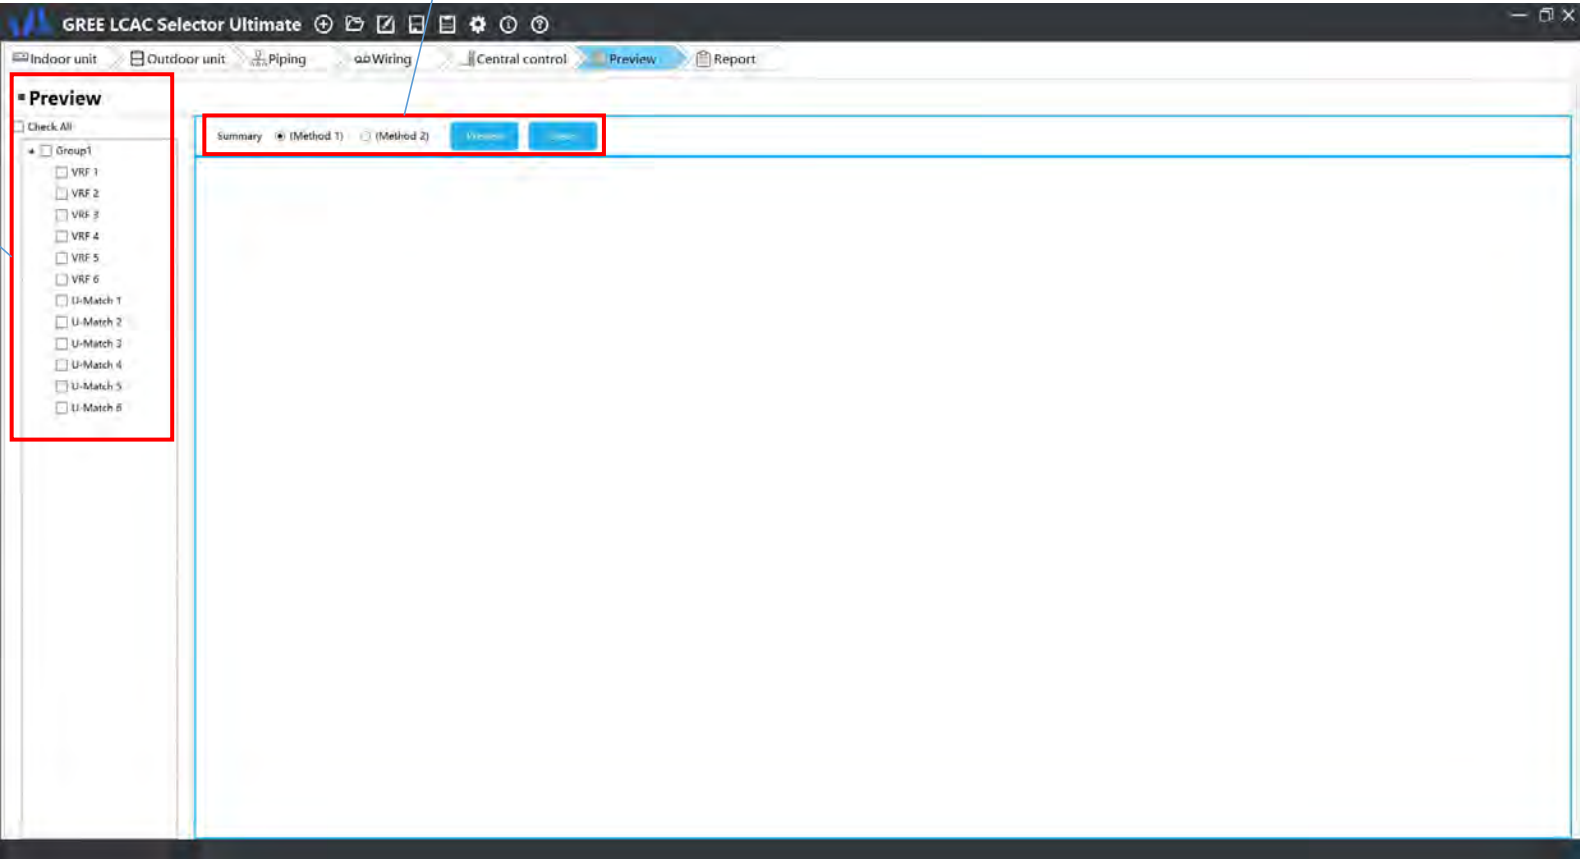 GREE LCAC Selector Ultimate
Indoor unit Outdoor unit Piping Wiring Central control Preview Report
Preview
Check All
Summary (Method 1) (Method 2) Preview
Group1
VRF 1
VRF 2
VRF 3
VRF 4
VRF 5
VRF 6
U-Match 1
U-Match 2
U-Match 3
U-Match 4
U-Match 5
U-Match 6